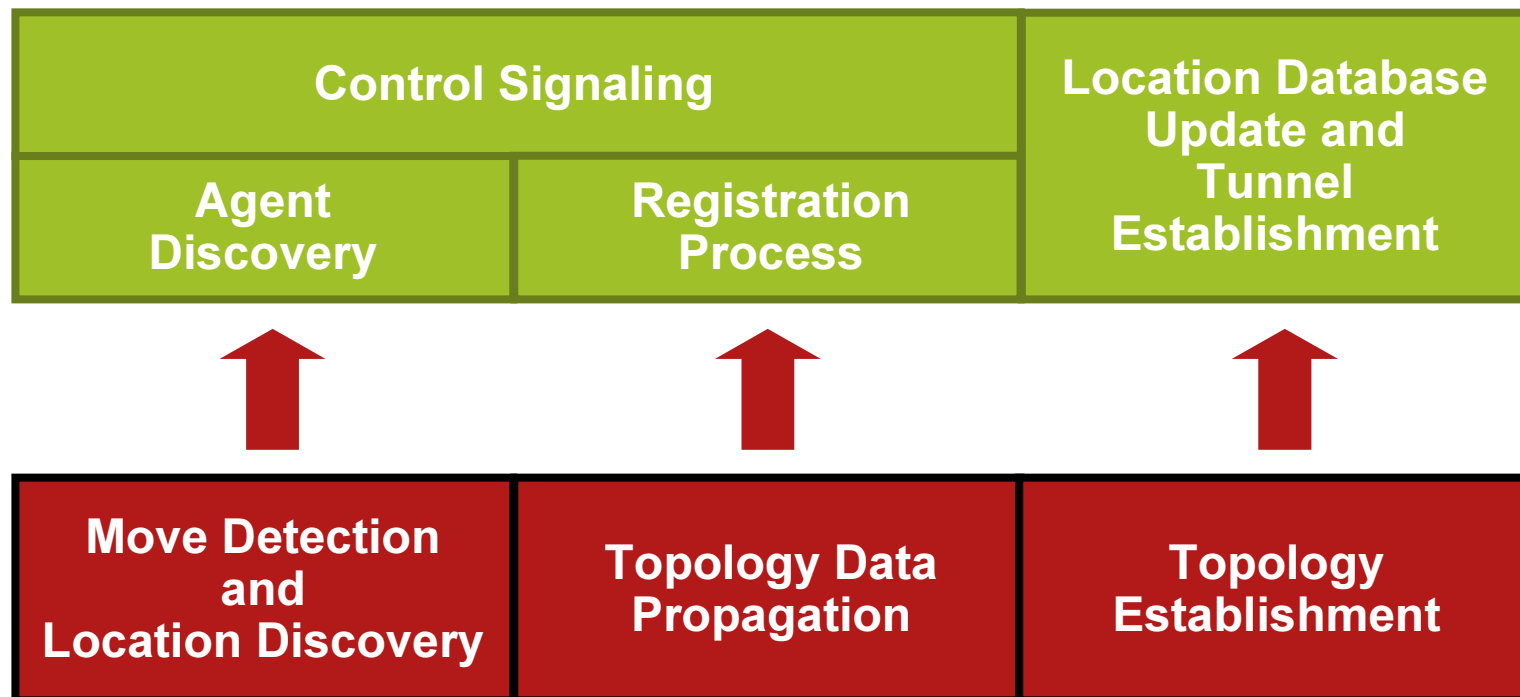 Control Signaling
Location Database
Update and
Tunnel
Establishment
Agent
Discovery
Registration
Process
Move Detection
and
Location Discovery
Topology Data
Propagation
Topology
Establishment